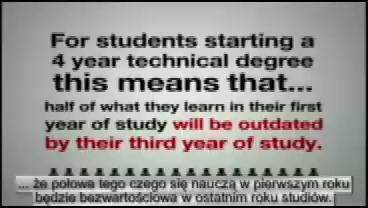 For students starting a
4 year technical degree
this means that...
half of what they learn in their first
year of study will be outdated
by their third year of study.
... że połowa tego czego się nauczą w pierwszym roku
będzie bezwartościowa w ostatnim roku studiów.